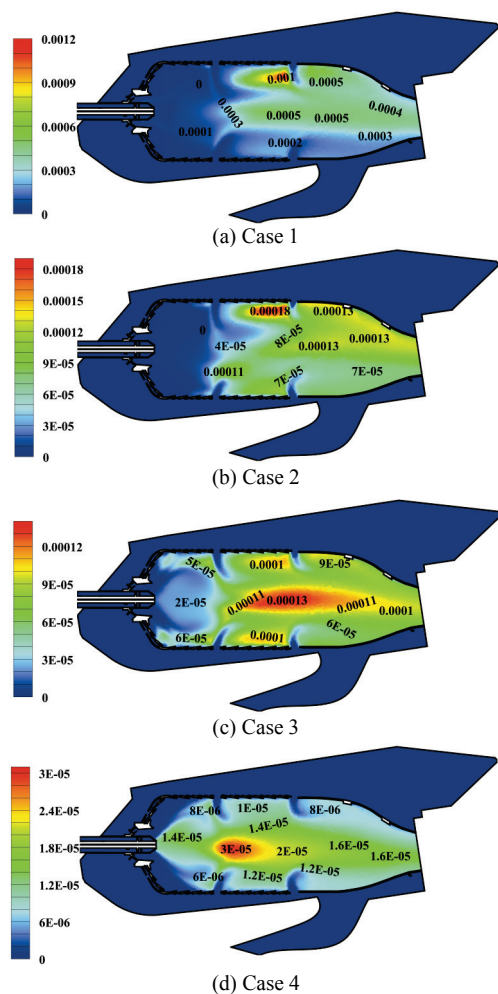 0.0012
0.0009
0.0006
0.0003
0
0
0.001
0.0005
0.0003
0.0005
0.0005
0.0004
0.0001
0.0002
0.0003
(a) Case 1
0.00018
0.00015
0.00012
9E-05
6E-05
3E-05
0
0
0.00018
0.00013
4E-05
8E-05
0.00013
0.00013
0.00011
7E-05
7E-05
(b) Case 2
0.00012
9E-05
6E-05
3E-05
0
5E-05
0.0001
9E-05
2E-05
0.00011
0.00013
0.00011
0.0001
6E-05
0.0001
6E-05
(c) Case 3
3E-05
2.4E-05
1.8E-05
1.2E-05
6E-06
0
8E-06
1E-05
8E-06
1.4E-05
1.4E-05
3E-05
2E-05
1.6E-05
1.6E-05
6E-06
1.2E-05
1.2E-05
(d) Case 4